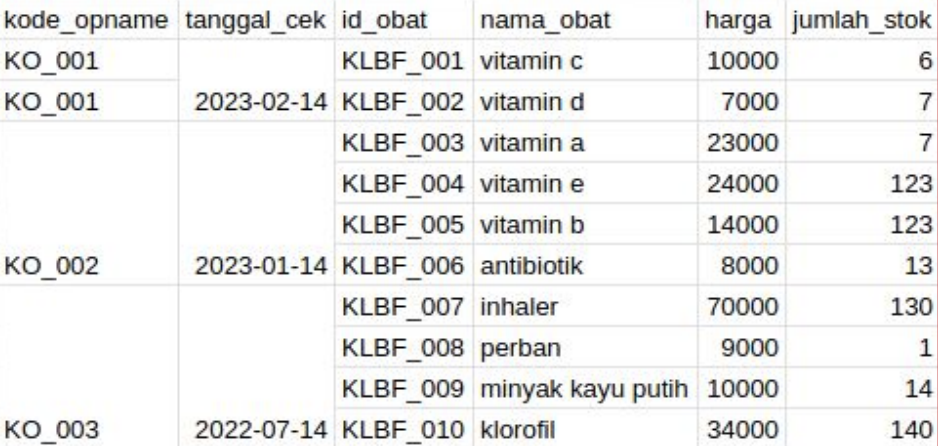 kode_opname tanggal_cek id_obat nama_obat harga jumlah_stok
KO_001 KLBF_001 vitamin c 10000 6
KO_001 2023-02-14 KLBF_002 vitamin d 7000 7
KLBF_003 vitamin a 23000 7
KLBF_004 vitamin e 24000 123
KLBF_005 vitamin b 14000 123
KO_002 2023-01-14 KLBF_006 antibiotik 8000 13
KLBF_007 inhaler 70000 130
KLBF_008 perban 9000 1
KLBF_009 minyak kayu putih 10000 14
KO_003 2022-07-14 KLBF_010 klorofil 34000 140